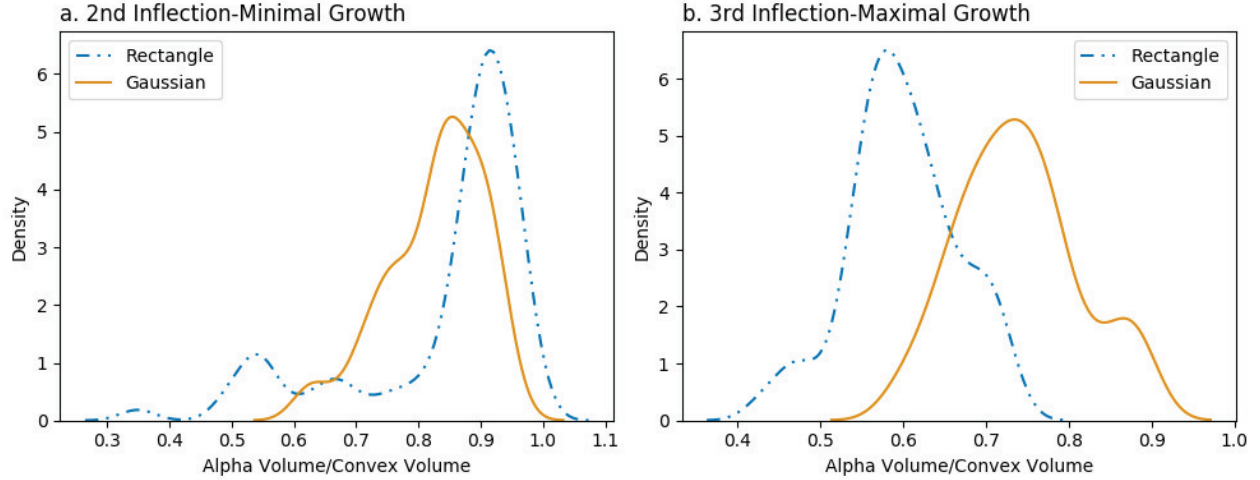 a. 2nd Inflection-Minimal Growth
Rectangle
Gaussian
Density
6
5
4
3
2
1
0
0.3 0.4 0.5 0.6 0.7 0.8 0.9 1.0 1.1
Alpha Volume/Convex Volume
b. 3rd Inflection-Maximal Growth
Rectangle
Gaussian
Density
6
5
4
3
2
1
0
0.4 0.5 0.6 0.7 0.8 0.9 1.0
Alpha Volume/Convex Volume